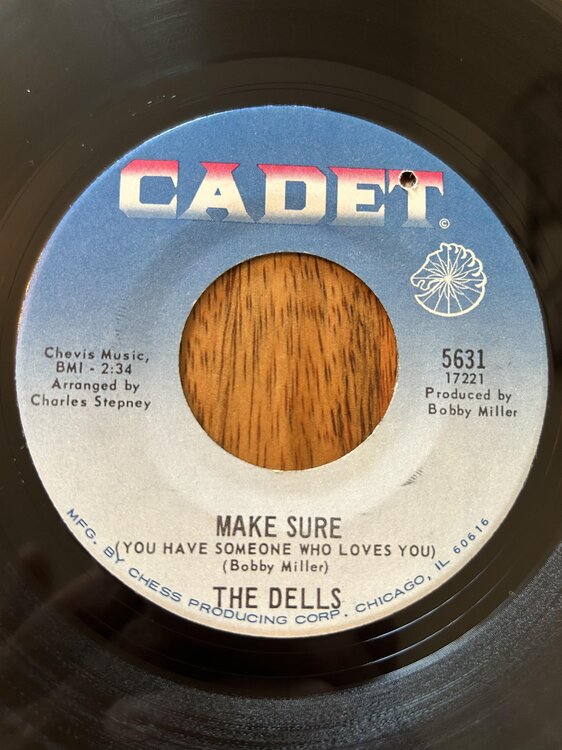 CADET
©
Chevis Music,
BMI - 2:34
Arranged by
Charles Stepney
5631
17221
Produced by
Bobby Miller
MAKE SURE
(YOU HAVE SOMEONE WHO LOVES YOU)
(Bobby Miller)
THE DELLS
MFG. BY CHESS PRODUCING CORP. CHICAGO, IL 60616